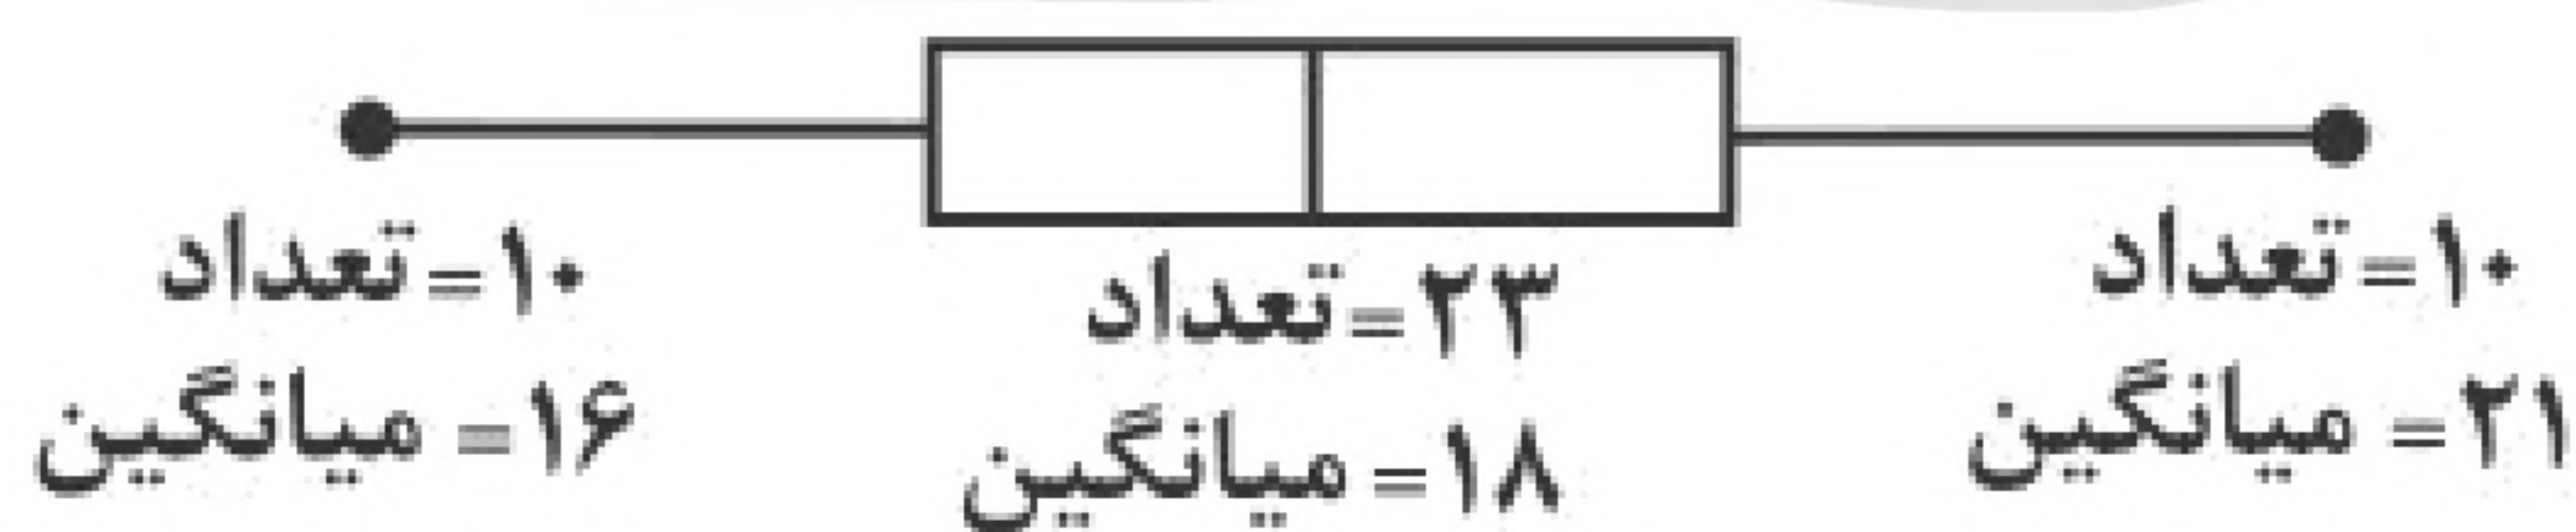 تعداد=۱۰
میانگین =۱۶
تعداد=۲۳
میانگین =۱۸
تعداد=۱۰
میانگین =۲۱